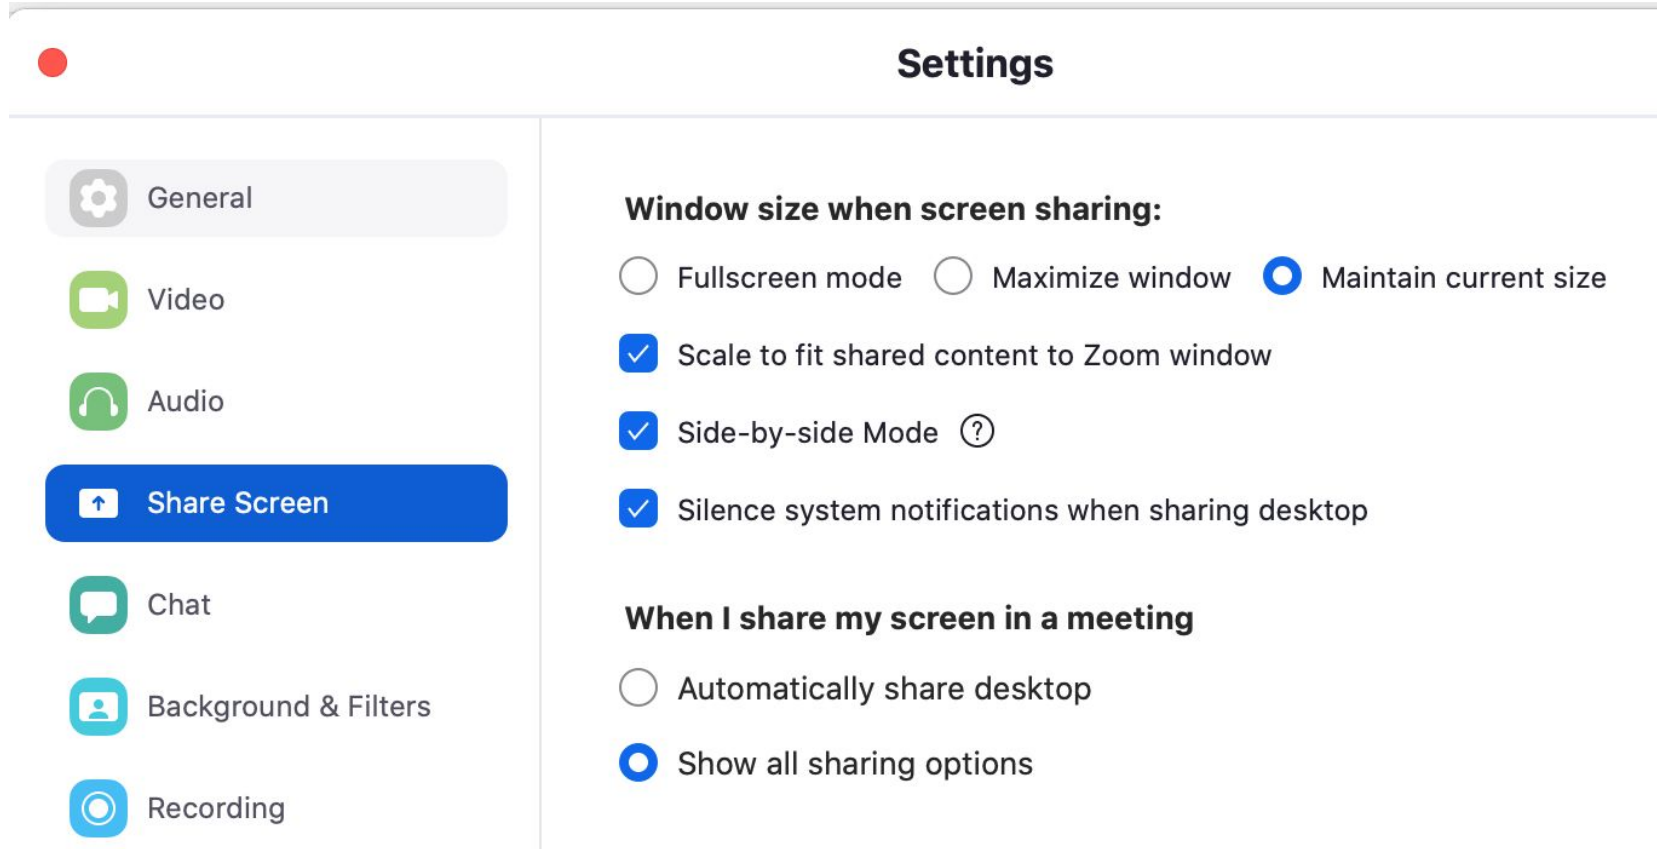 Settings
General
Video
Audio
Share Screen
Chat
Background & Filters
Recording
Window size when screen sharing:
Fullscreen mode Maximize window Maintain current size
Scale to fit shared content to Zoom window
Side-by-side Mode ?
Silence system notifications when sharing desktop
When I share my screen in a meeting
Automatically share desktop
Show all sharing options